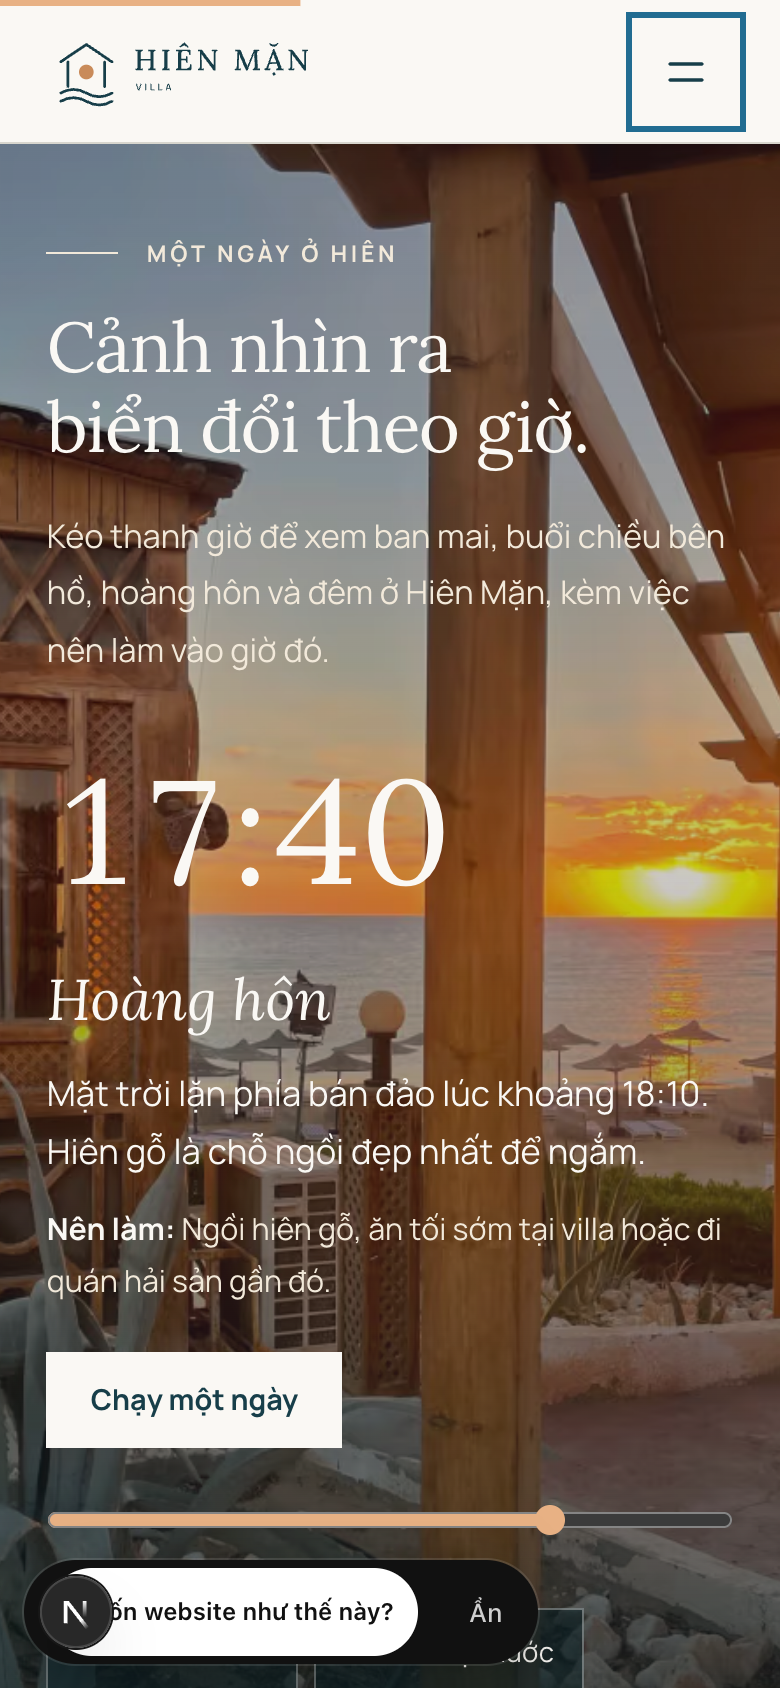 HIÊN MẶN
VILLA
MỘT NGÀY Ở HIÊN
Cảnh nhìn ra
biển đổi theo giờ.
Kéo thanh giờ để xem ban mai, buổi chiều bên
hồ, hoàng hôn và đêm ở Hiên Mặn, kèm việc
nên làm vào giờ đó.
17:40
Hoàng hôn
Mặt trời lặn phía bán đảo lúc khoảng 18:10.
Hiên gỗ là chỗ ngồi đẹp nhất để ngắm.
Nên làm: Ngồi hiên gỗ, ăn tối sớm tại villa hoặc đi
quán hải sản gần đó.
Chạy một ngày
N
website như thế này?
Ẩn